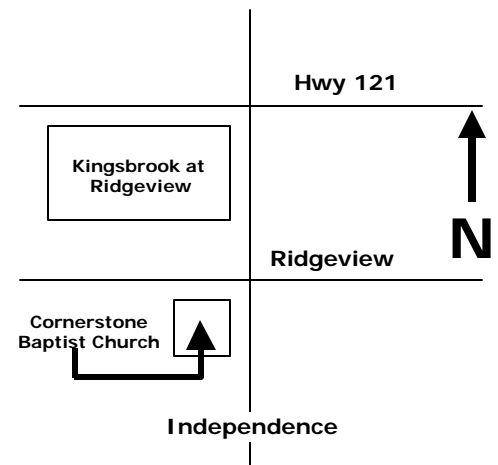 Hwy 121
Kingsbrook at
Ridgeview
N
Ridgeview
Cornerstone
Baptist Church
Independence